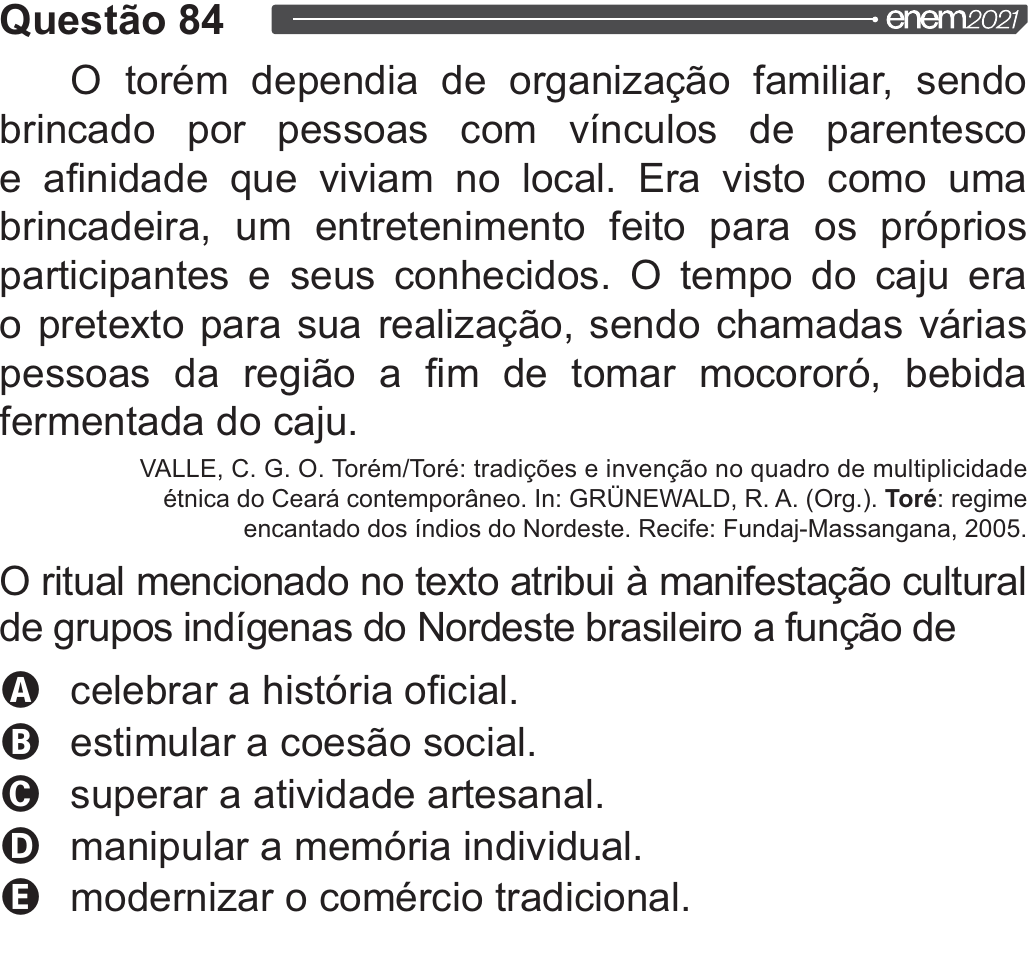 Questão 84
enem2021
O torém dependia de organização familiar, sendo
brincado por pessoas com vínculos de parentesco
e afinidade que viviam no local. Era visto como uma
brincadeira, um entretenimento feito para os próprios
participantes e seus conhecidos. O tempo do caju era
o pretexto para sua realização, sendo chamadas várias
pessoas da região a fim de tomar mocororó, bebida
fermentada do caju.
VALLE, C. G. O. Torém/Toré: tradições e invenção no quadro de multiplicidade
étnica do Ceará contemporâneo. In: GRÜNEWALD, R. A. (Org.). Toré: regime
encantado dos índios do Nordeste. Recife: Fundaj-Massangana, 2005.
O ritual mencionado no texto atribui à manifestação cultural
de grupos indígenas do Nordeste brasileiro a função de
A celebrar a história oficial.
B estimular a coesão social.
C superar a atividade artesanal.
D manipular a memória individual.
E modernizar o comércio tradicional.